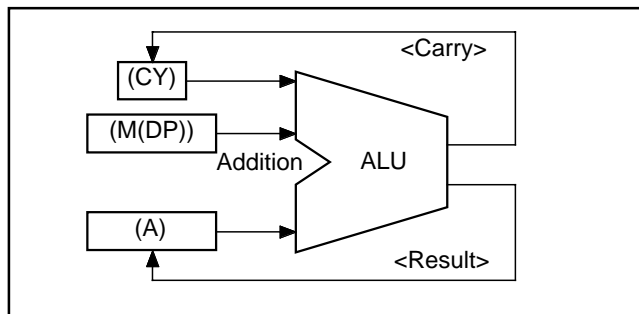 <Carry>
(CY)
(M(DP))
Addition
ALU
(A)
<Result>